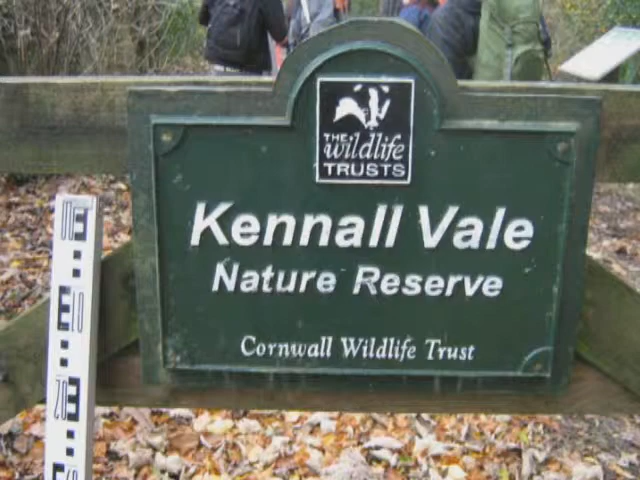 THE
wildlife
TRUSTS
Kennall Vale
Nature Reserve
Cornwall Wildlife Trust